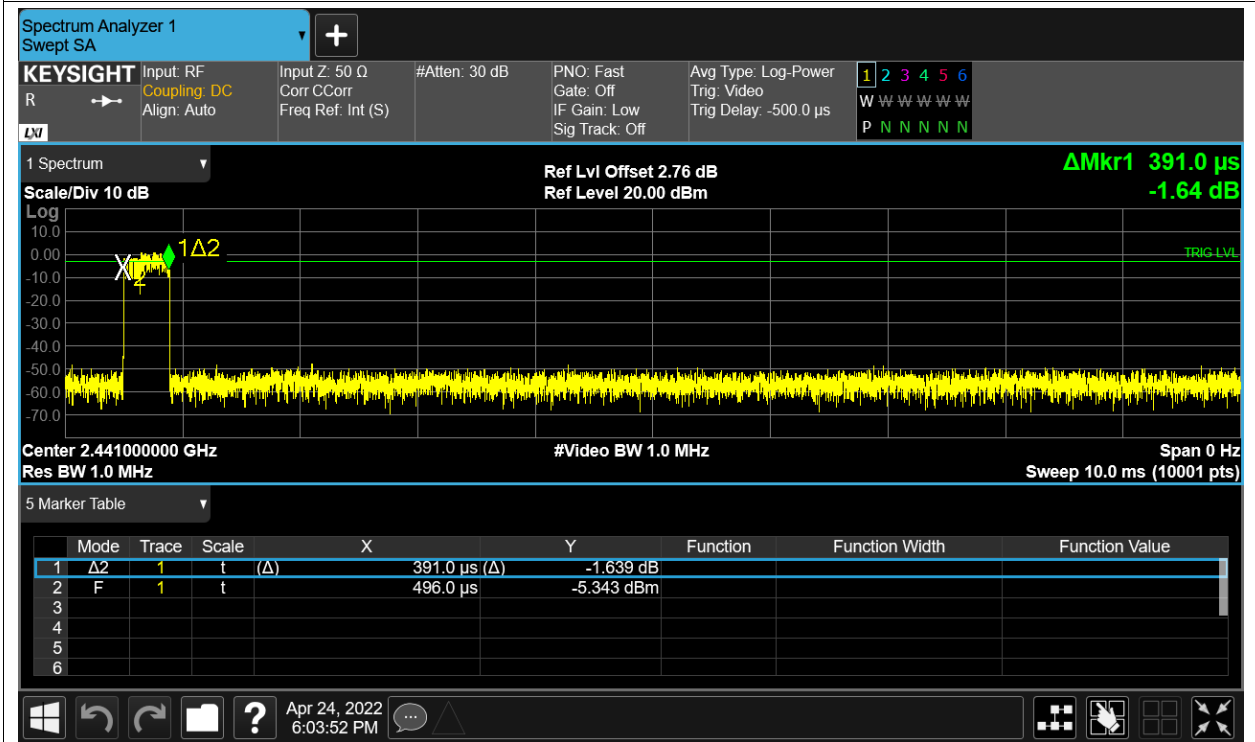 Spectrum Analyzer 1
Swept SA
+
KEYSIGHT Input: RF Input Z: 50 Ω #Atten: 30 dB PNO: Fast Avg Type: Log-Power 1 2 3 4 5 6
R Coupling: DC Corr CCorr Gate: Off Trig: Video W W W W W W
Align: Auto Freq Ref: Int (S) IF Gain: Low Trig Delay: -500.0 µs
LXI Sig Track: Off P N N N N N
1 Spectrum Ref Lvl Offset 2.76 dB ΔMkr1 391.0 µs
Scale/Div 10 dB Ref Level 20.00 dBm -1.64 dB
Log
10.0
0.00 1Δ2 TRIG LVL
-10.0 X 2
-20.0
-30.0
-40.0
-50.0
-60.0
-70.0
Center 2.441000000 GHz #Video BW 1.0 MHz Span 0 Hz
Res BW 1.0 MHz Sweep 10.0 ms (10001 pts)
5 Marker Table
Mode Trace Scale X Y Function Function Width Function Value
1 Δ2 1 t (Δ) 391.0 µs (Δ) -1.639 dB
2 F 1 t 496.0 µs -5.343 dBm
3
4
5
6
? Apr 24, 2022
6:03:52 PM